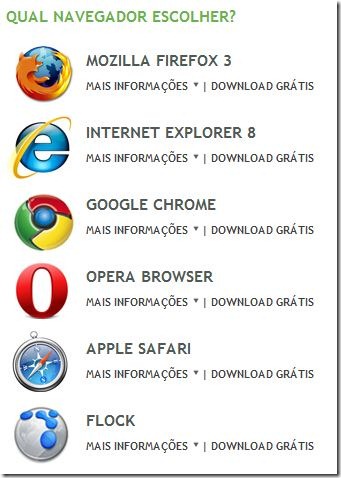 QUAL NAVEGADOR ESCOLHER?
MOZILLA FIREFOX 3
MAIS INFORMAÇÕES ▼ | DOWNLOAD GRÁTIS
INTERNET EXPLORER 8
MAIS INFORMAÇÕES ▼ | DOWNLOAD GRÁTIS
GOOGLE CHROME
MAIS INFORMAÇÕES ▼ | DOWNLOAD GRÁTIS
OPERA BROWSER
MAIS INFORMAÇÕES ▼ | DOWNLOAD GRÁTIS
APPLE SAFARI
MAIS INFORMAÇÕES ▼ | DOWNLOAD GRÁTIS
FLOCK
MAIS INFORMAÇÕES ▼ | DOWNLOAD GRÁTIS